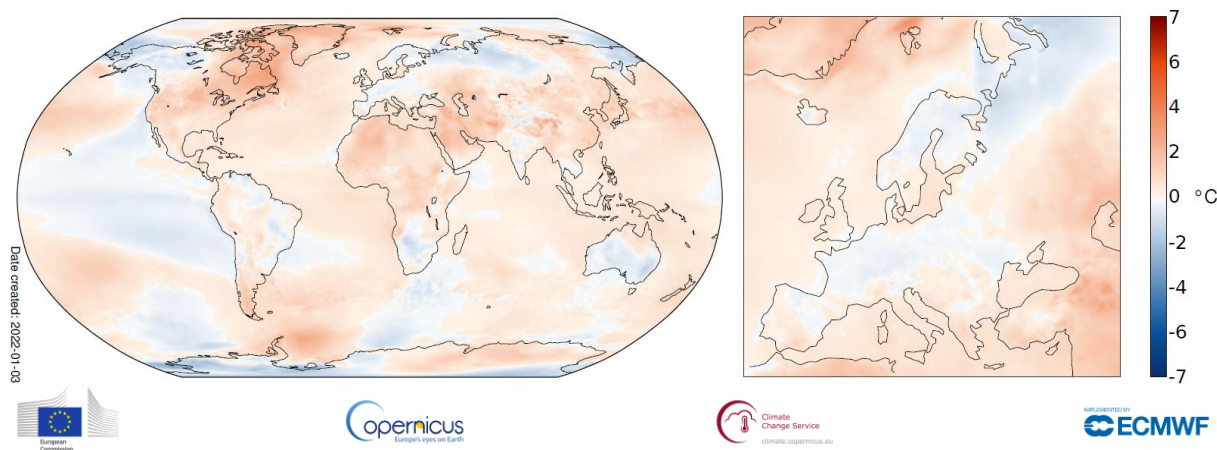 7
6
4
2
0 °C
-2
-4
-6
-7
Date created: 2022-01-03
European
Commission
opernicus
Europe's eyes on Earth
Climate
Change Service
climate.copernicus.eu
IMPLEMENTED BY
ECMWF